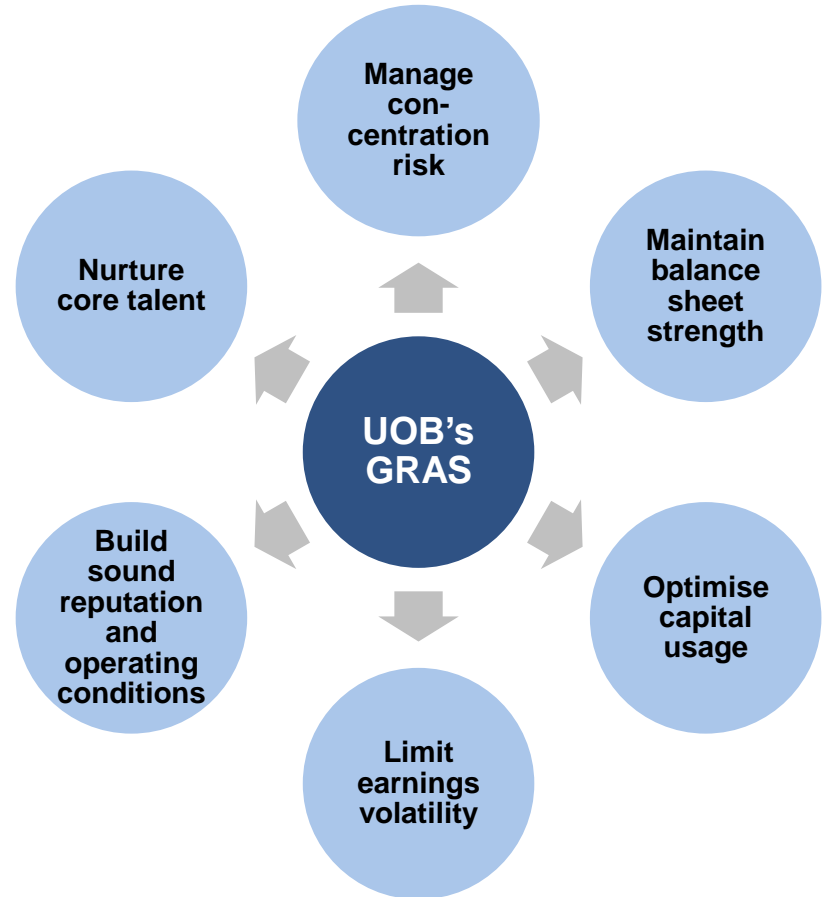 Manage
con-
centration
risk
Maintain
balance
sheet
strength
Optimise
capital
usage
Limit
earnings
volatility
Build
sound
reputation
and
operating
conditions
Nurture
core talent
UOB’s
GRAS